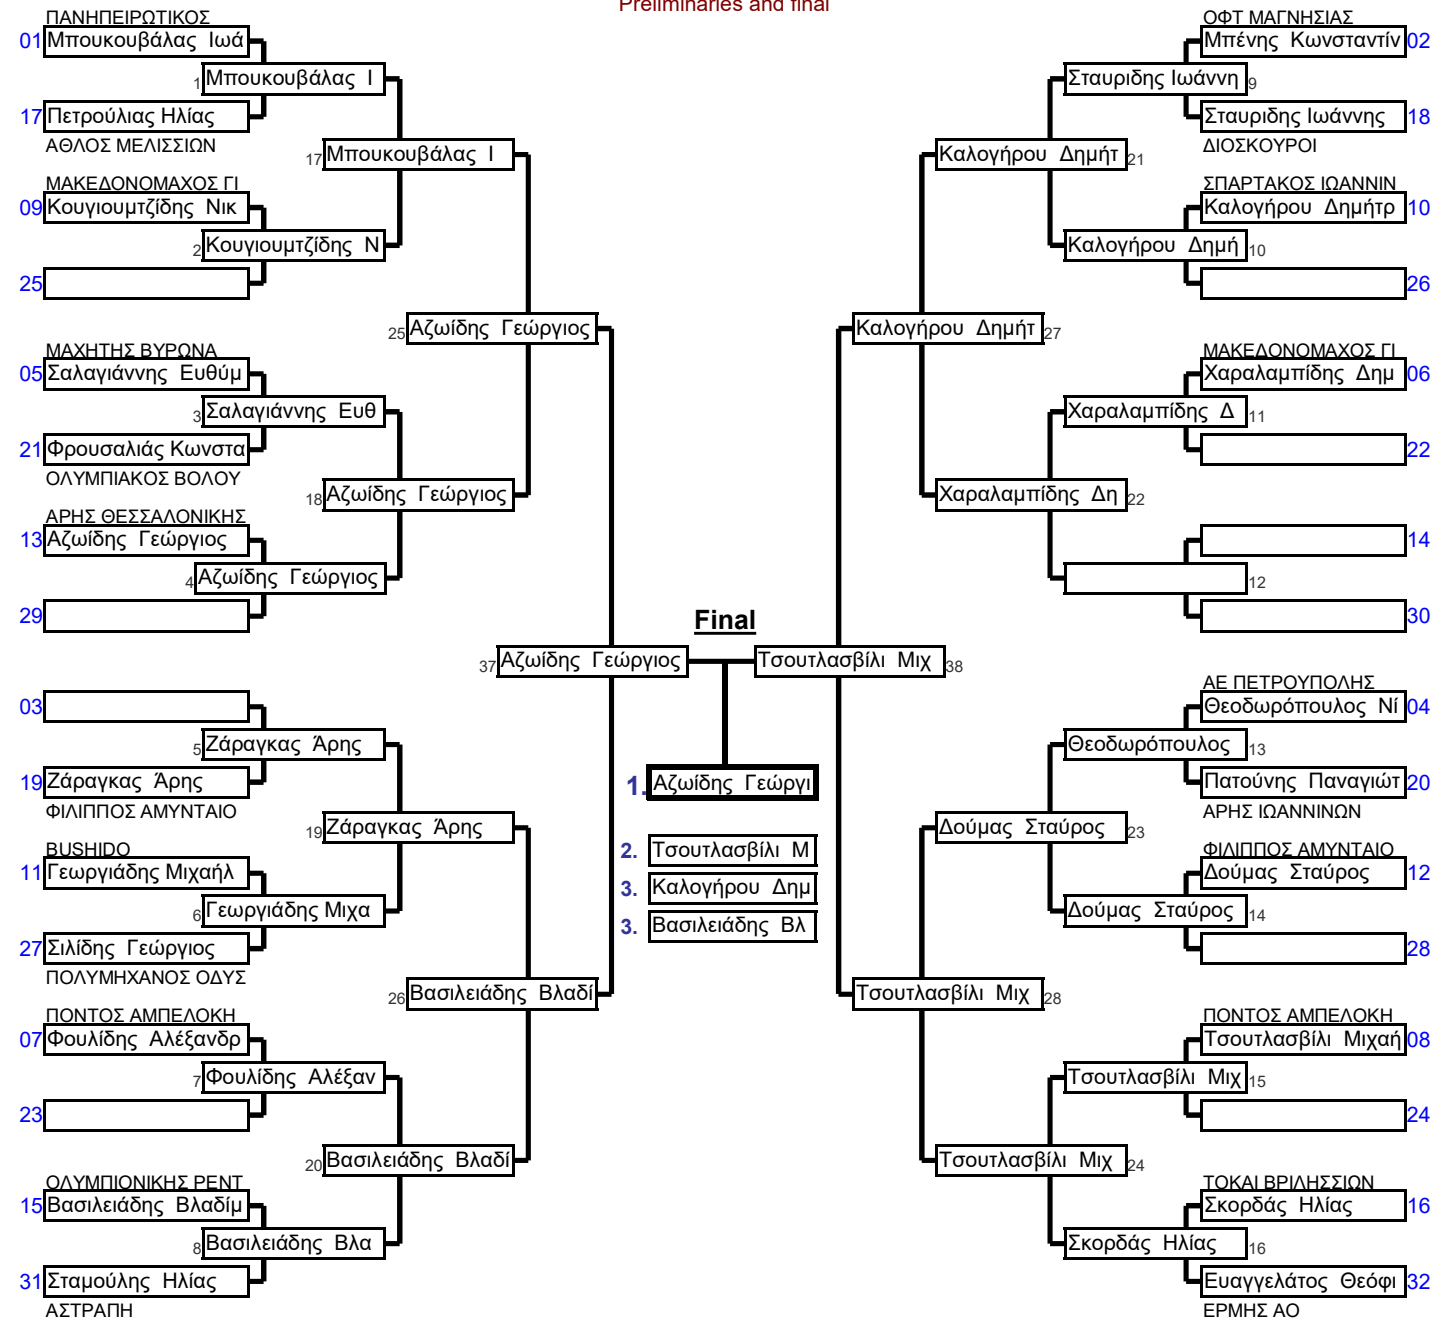 Preliminaries and final
ΠΑΝΗΠΕΙΡΩΤΙΚΟΣ
01 Μπουκουβάλας Ιωά
1 Μπουκουβάλας Ι
17 Πετρούλιας Ηλίας
ΑΘΛΟΣ ΜΕΛΙΣΣΙΩΝ
17 Μπουκουβάλας Ι
ΜΑΚΕΔΟΝΟΜΑΧΟΣ ΓΙ
09 Κουγιουμτζίδης Νικ
2 Κουγιουμτζίδης Ν
25
25 Αζωίδης Γεώργιος
ΜΑΧΗΤΗΣ ΒΥΡΩΝΑ
05 Σαλαγιάννης Ευθύμ
3 Σαλαγιάννης Ευθ
21 Φρουσαλιάς Κωνστα
ΟΛΥΜΠΙΑΚΟΣ ΒΟΛΟΥ
18 Αζωίδης Γεώργιος
ΑΡΗΣ ΘΕΣΣΑΛΟΝΙΚΗΣ
13 Αζωίδης Γεώργιος
4 Αζωίδης Γεώργιος
29
37 Αζωίδης Γεώργιος
03
5 Ζάραγκας Άρης
19 Ζάραγκας Άρης
ΦΙΛΙΠΠΟΣ ΑΜΥΝΤΑΙΟ
19 Ζάραγκας Άρης
BUSHIDO
11 Γεωργιάδης Μιχαήλ
6 Γεωργιάδης Μιχα
27 Σιλίδης Γεώργιος
ΠΟΛΥΜΗΧΑΝΟΣ ΟΔΥΣ
26 Βασιλειάδης Βλαδί
ΠΟΝΤΟΣ ΑΜΠΕΛΟΚΗ
07 Φουλίδης Αλέξανδρ
7 Φουλίδης Αλέξαν
23
20 Βασιλειάδης Βλαδί
ΟΛΥΜΠΙΟΝΙΚΗΣ ΡΕΝΤ
15 Βασιλειάδης Βλαδίμ
8 Βασιλειάδης Βλα
31 Σταμούλης Ηλίας
ΑΣΤΡΑΠΗ
Final
1. Αζωίδης Γεώργι
2. Τσουτλασβίλι Μ
3. Καλογήρου Δημ
3. Βασιλειάδης Βλ
ΟΦΤ ΜΑΓΝΗΣΙΑΣ
Μπένης Κωνσταντίν 02
Σταυριδης Ιωάννη 9
Σταυριδης Ιωάννης 18
ΔΙΟΣΚΟΥΡΟΙ
Καλογήρου Δημήτ 21
ΣΠΑΡΤΑΚΟΣ ΙΩΑΝΝΙΝ
Καλογήρου Δημήτρ 10
Καλογήρου Δημή 10
26
Καλογήρου Δημήτ 27
ΜΑΚΕΔΟΝΟΜΑΧΟΣ ΓΙ
Χαραλαμπίδης Δημ 06
Χαραλαμπίδης Δ 11
22
Χαραλαμπίδης Δη 22
14
12
30
Τσουτλασβίλι Μιχ 38
ΑΕ ΠΕΤΡΟΥΠΟΛΗΣ
Θεοδωρόπουλος Νί 04
Θεοδωρόπουλος 13
Πατούνης Παναγιώτ 20
ΑΡΗΣ ΙΩΑΝΝΙΝΩΝ
Δούμας Σταύρος 23
ΦΙΛΙΠΠΟΣ ΑΜΥΝΤΑΙΟ
Δούμας Σταύρος 12
Δούμας Σταύρος 14
28
Τσουτλασβίλι Μιχ 28
ΠΟΝΤΟΣ ΑΜΠΕΛΟΚΗ
Τσουτλασβίλι Μιχαή 08
Τσουτλασβίλι Μιχ 15
24
Τσουτλασβίλι Μιχ 24
ΤΟΚΑΙ ΒΡΙΛΗΣΣΙΩΝ
Σκορδάς Ηλίας 16
Σκορδάς Ηλίας 16
Ευαγγελάτος Θεόφι 32
ΕΡΜΗΣ ΑΟ